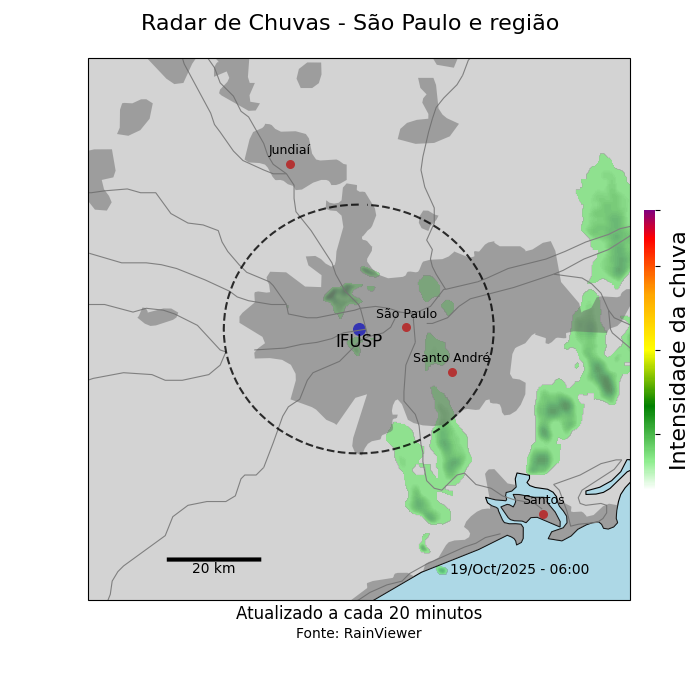 Radar de Chuvas - São Paulo e região
Jundiaí
São Paulo
IFUSP
Santo André
Santos
20 km
19/Oct/2025 - 06:00
Intensidade da chuva
Atualizado a cada 20 minutos
Fonte: RainViewer